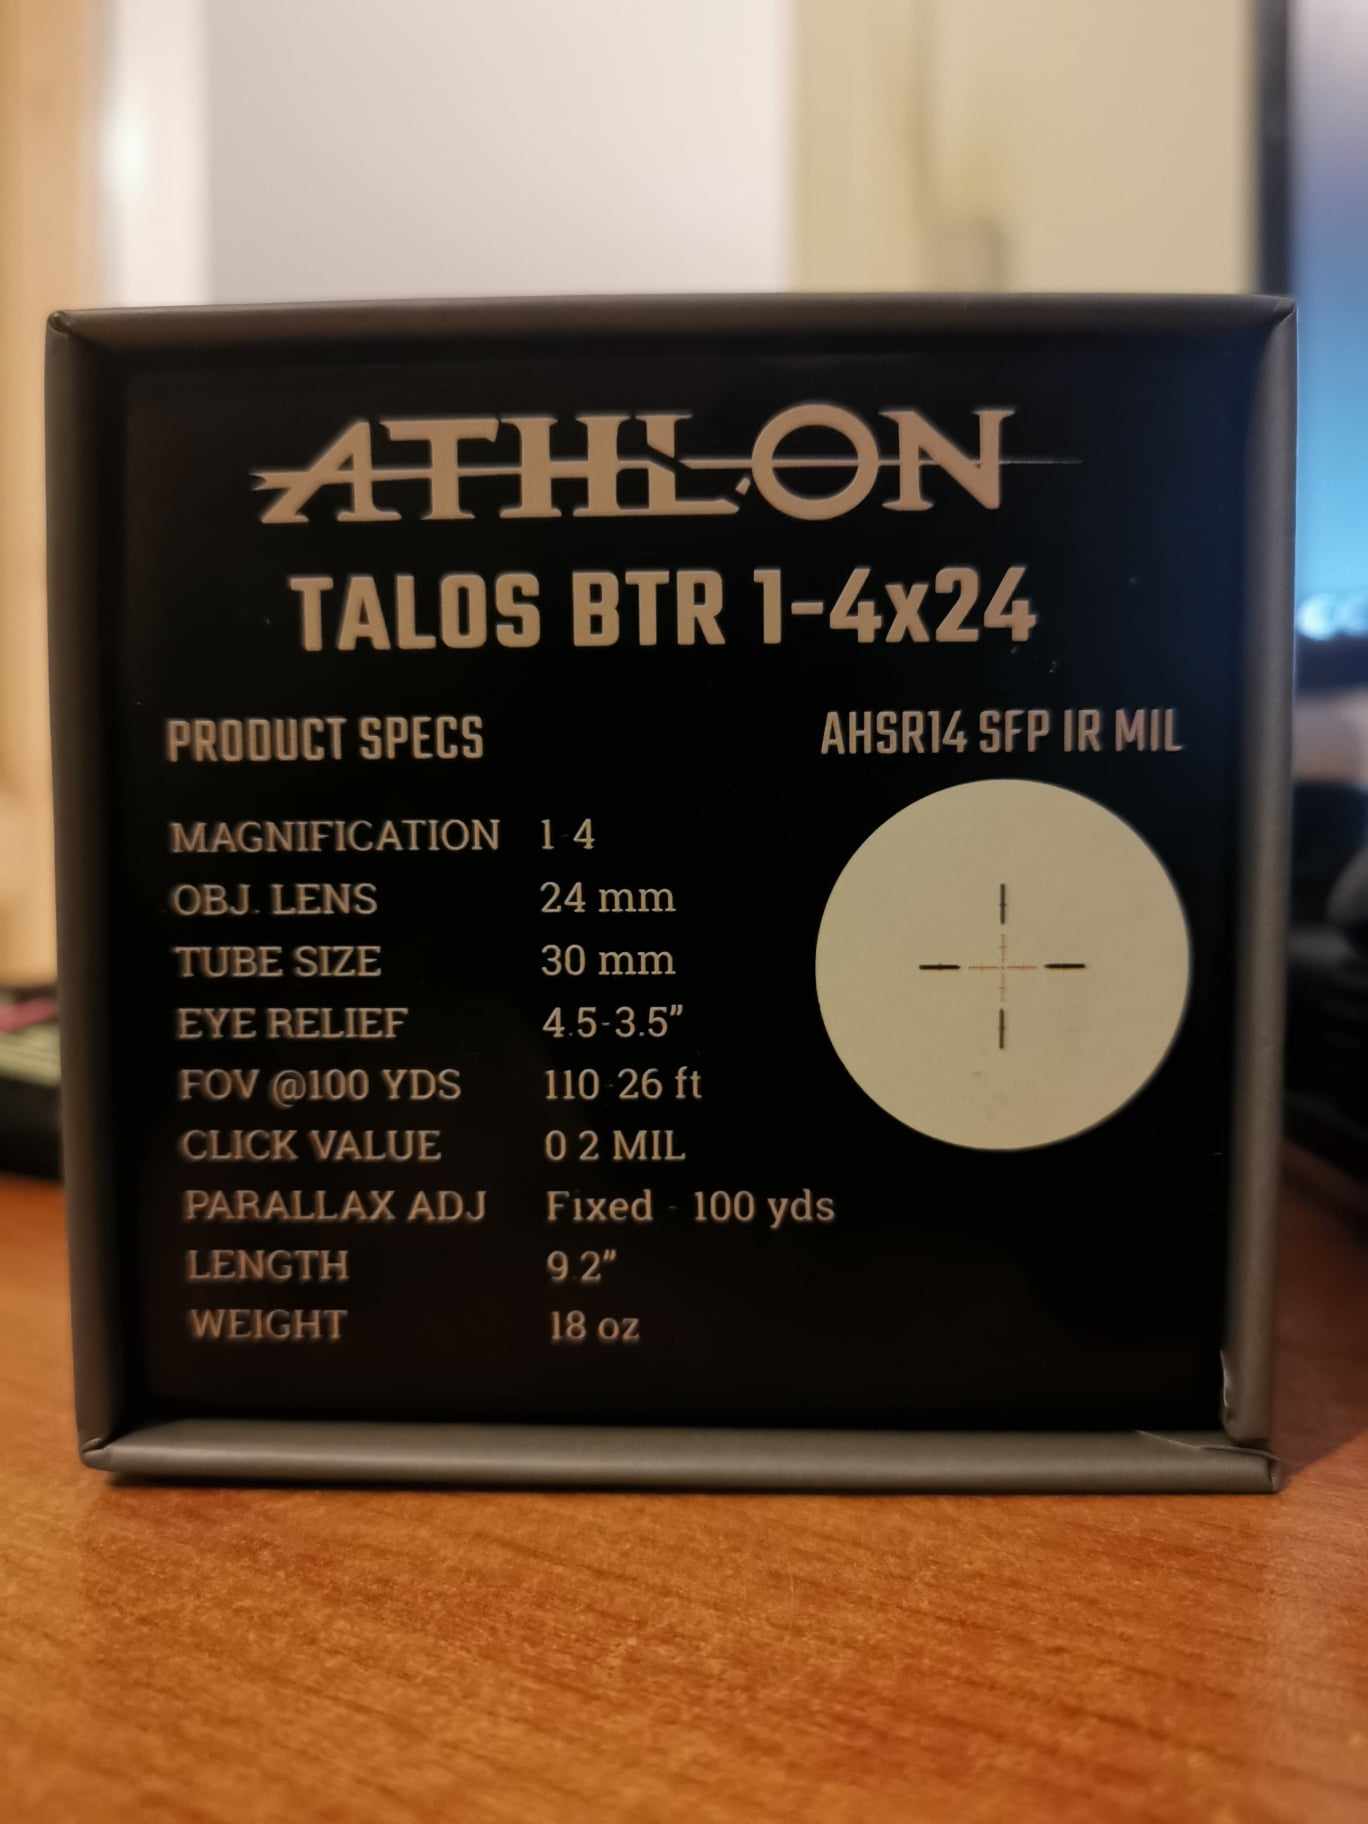 ATHLON
TALOS BTR 1-4x24
PRODUCT SPECS
MAGNIFICATION 1-4
OBJ. LENS 24 mm
TUBE SIZE 30 mm
EYE RELIEF 4.5-3.5"
FOV @100 YDS 110-26 ft
CLICK VALUE 0.2 MIL
PARALLAX ADJ Fixed - 100 yds
LENGTH 9.2"
WEIGHT 18 oz
AHSR14 SFP IR MIL